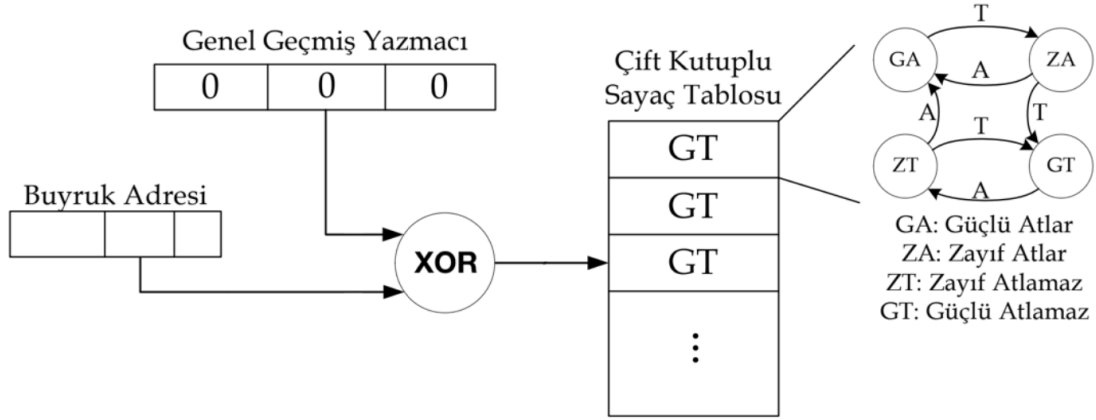 Genel Geçmiş Yazmacı
0 0 0
Buyruk Adresi
XOR
Çift Kutuplu
Sayaç Tablosu
GT
GT
GT
T
GA
ZA
A
A
T
T
ZT
GT
A
GA: Güçlü Atlar
ZA: Zayıf Atlar
ZT: Zayıf Atlamaz
GT: Güçlü Atlamaz